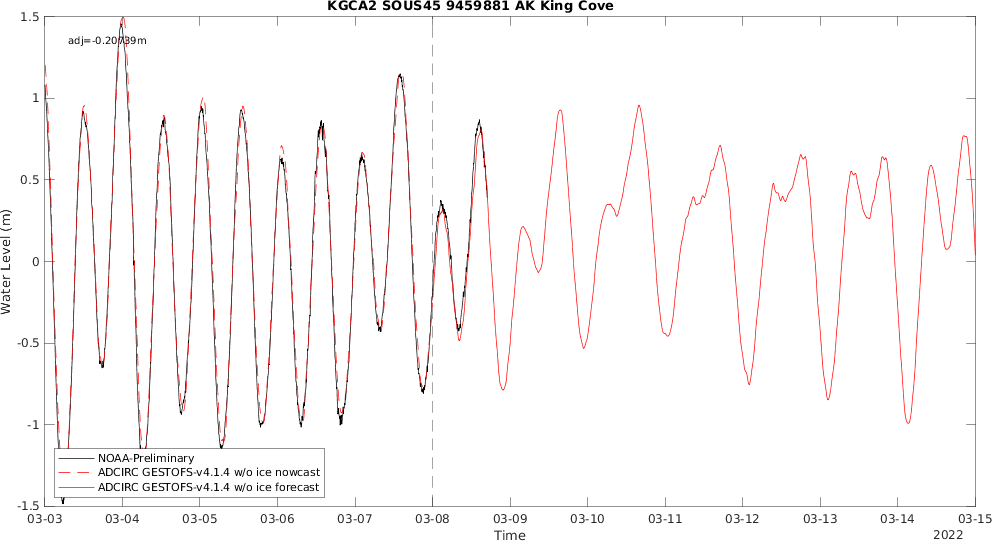 KGCA2 SOUS45 9459881 AK King Cove
adj=-0.20739m
Water Level (m)
1.5
1
0.5
0
-0.5
-1
-1.5
NOAA-Preliminary
ADCIRC GESTOFS-v4.1.4 w/o ice nowcast
ADCIRC GESTOFS-v4.1.4 w/o ice forecast
03-03 03-04 03-05 03-06 03-07 03-08 03-09 03-10 03-11 03-12 03-13 03-14 03-15
Time
2022